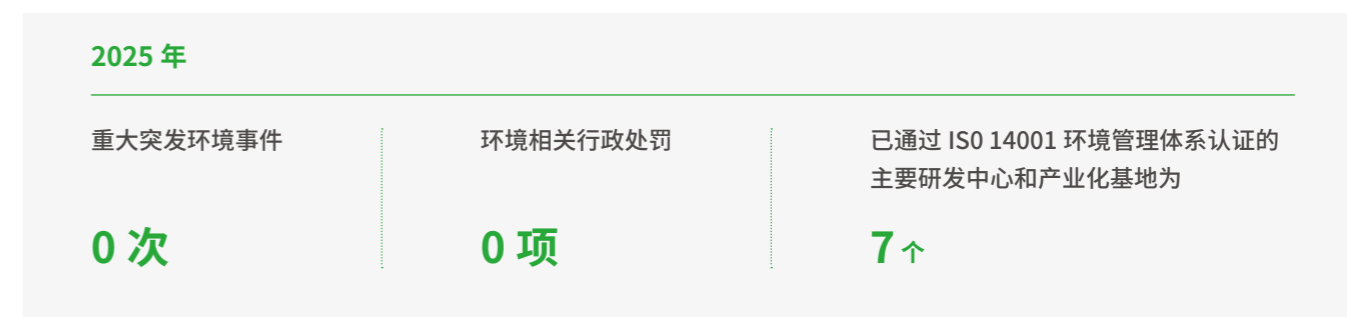 2025 年
重大突发环境事件
0 次
环境相关行政处罚
0 项
已通过 IS0 14001 环境管理体系认证的
主要研发中心和产业化基地为
7 个